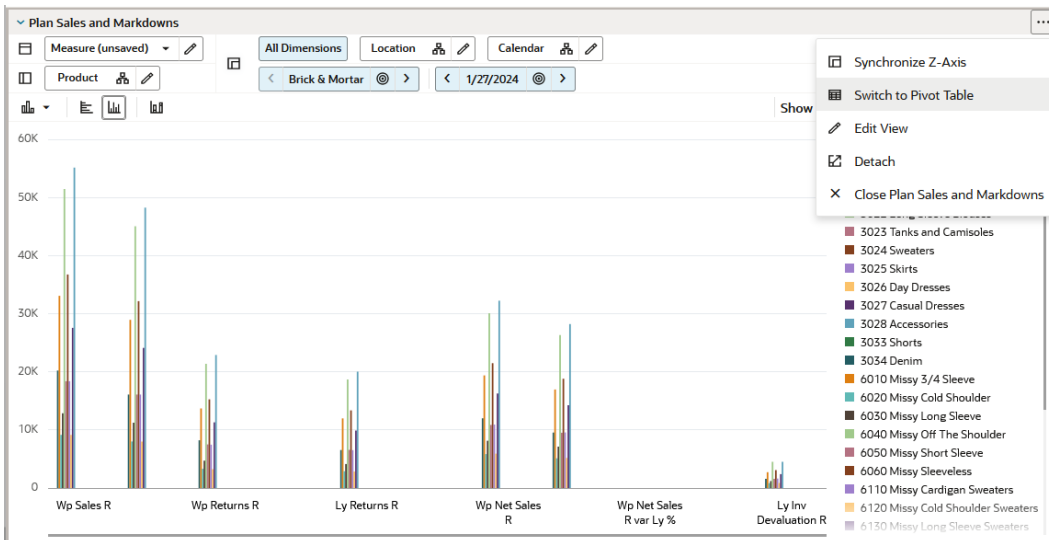 Plan Sales and Markdowns
Measure (unsaved)
All Dimensions
Location
Calendar
Product
Brick & Mortar
1/27/2024
Show
Synchronize Z-Axis
Switch to Pivot Table
Edit View
Detach
Close Plan Sales and Markdowns
60K
50K
40K
30K
20K
10K
0
Wp Sales R
Wp Returns R
Ly Returns R
Wp Net Sales
R
Wp Net Sales
R var Ly %
Ly Inv
Devaluation R
3023 Tanks and Camisoles
3024 Sweaters
3025 Skirts
3026 Day Dresses
3027 Casual Dresses
3028 Accessories
3033 Shorts
3034 Denim
6010 Missy 3/4 Sleeve
6020 Missy Cold Shoulder
6030 Missy Long Sleeve
6040 Missy Off The Shoulder
6050 Missy Short Sleeve
6060 Missy Sleeveless
6110 Missy Cardigan Sweaters
6120 Missy Cold Shoulder Sweaters
6130 Missy Long Sleeve Sweaters